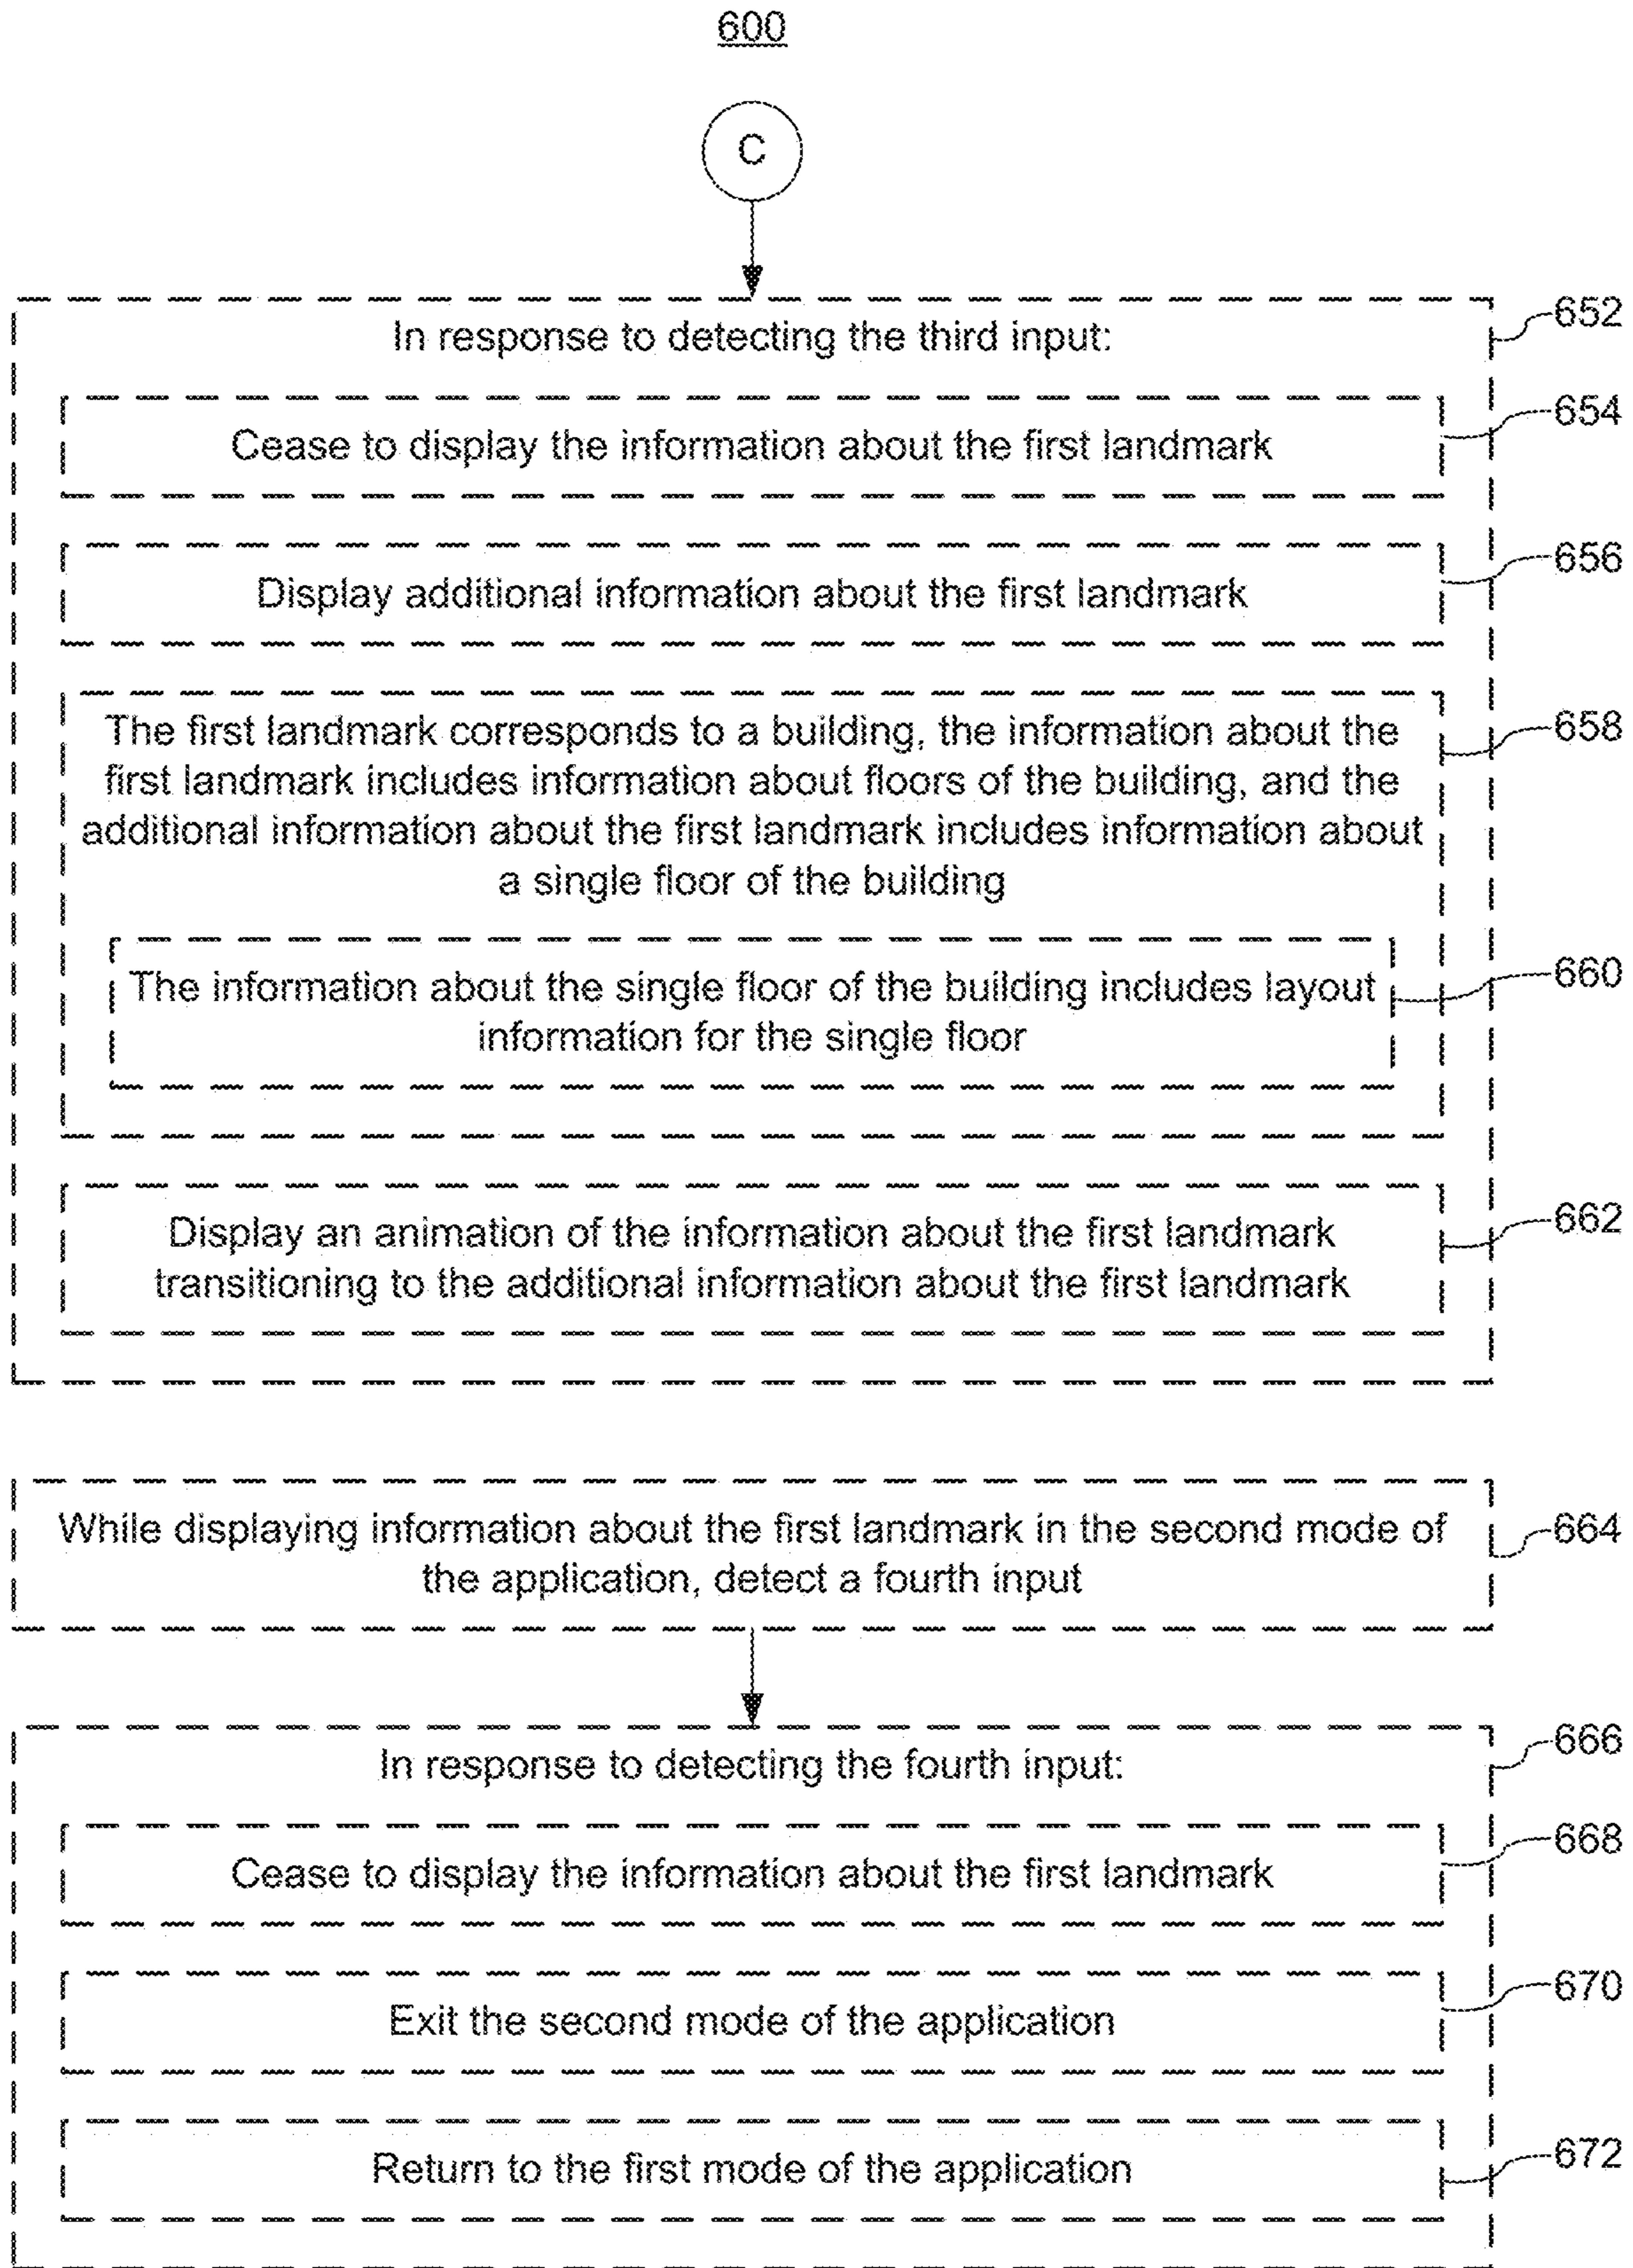 600
C
In response to detecting the third input:
652
Cease to display the information about the first landmark
654
Display additional information about the first landmark
656
The first landmark corresponds to a building, the information about the
first landmark includes information about floors of the building, and the
additional information about the first landmark includes information about
a single floor of the building
658
The information about the single floor of the building includes layout
information for the single floor
660
Display an animation of the information about the first landmark
transitioning to the additional information about the first landmark
662
While displaying information about the first landmark in the second mode of
the application, detect a fourth input
664
In response to detecting the fourth input:
666
Cease to display the information about the first landmark
668
Exit the second mode of the application
670
Return to the first mode of the application
672